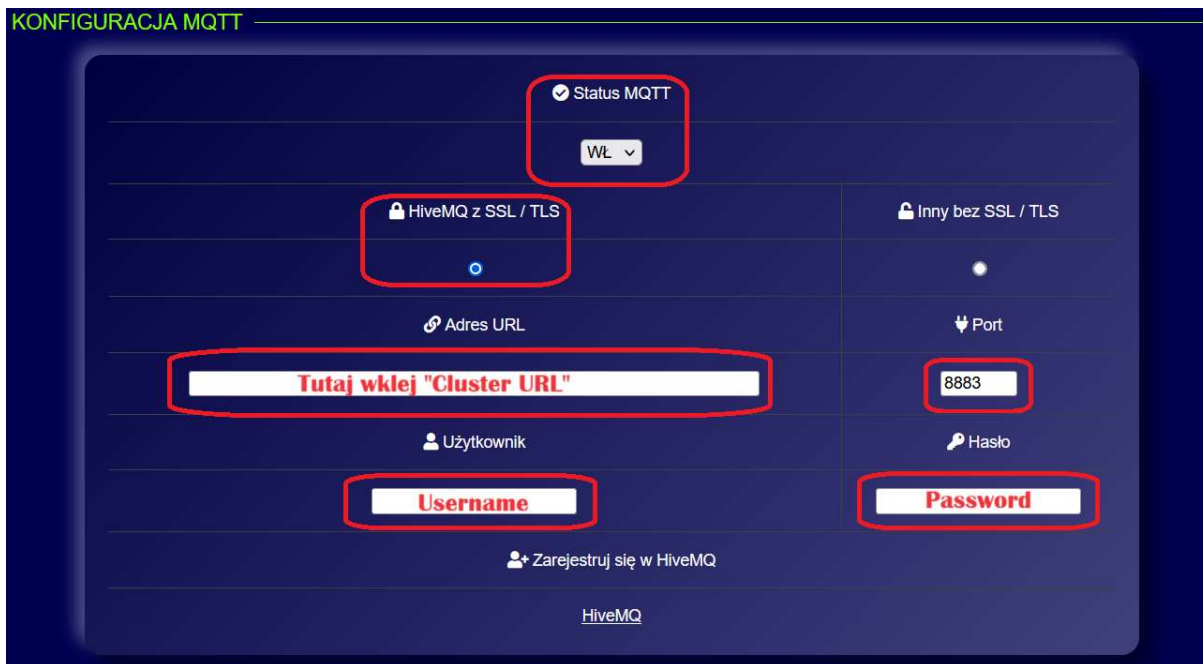 KONFIGURACJA MQTT
Status MQTT
WŁ
HiveMQ z SSL / TLS
Inny bez SSL / TLS
Adres URL
Port
Tutaj wklej "Cluster URL"
8883
Użytkownik
Hasło
Username
Password
Zarejestruj się w HiveMQ
HiveMQ